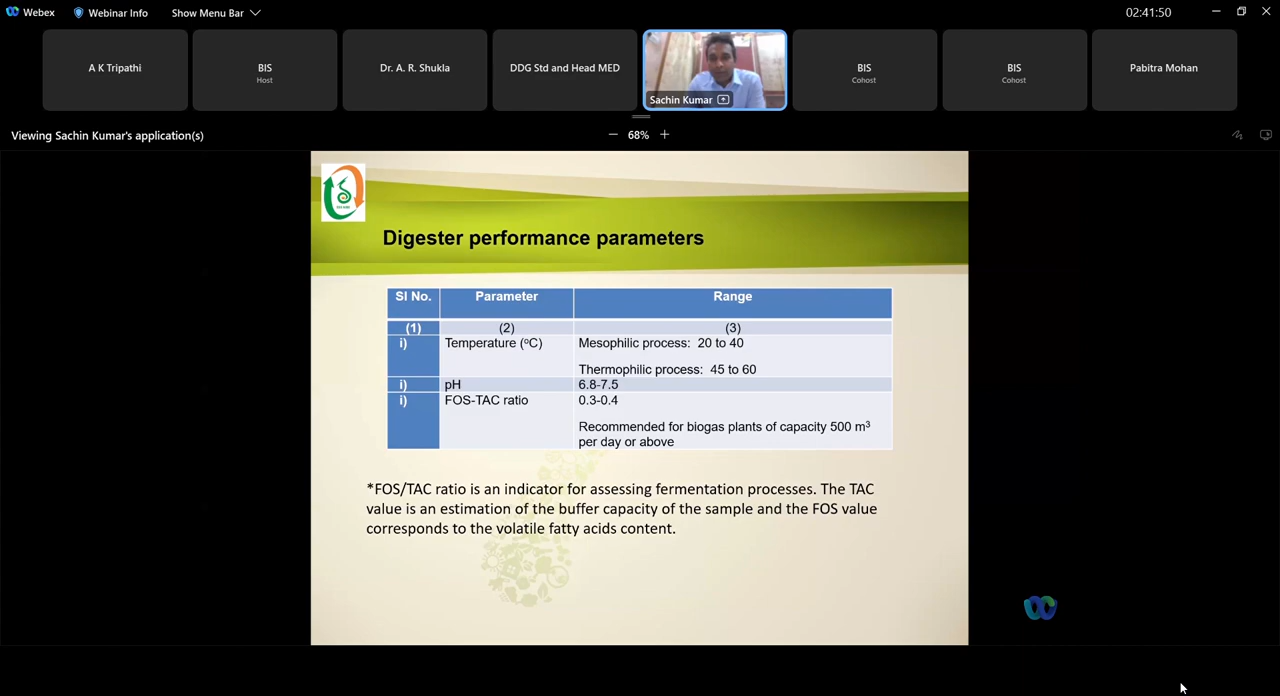 Webex
Webinar Info
Show Menu Bar
02:41:50
A K Tripathi
BIS
Host
Dr. A. R. Shukla
DDG Std and Head MED
Sachin Kumar
BIS
Cohost
BIS
Cohost
Pabitra Mohan
Viewing Sachin Kumar's application(s)
68%
Digester performance parameters
SI No. Parameter Range
(1) (2) (3)
i) Temperature (°C) Mesophilic process: 20 to 40
Thermophilic process: 45 to 60
i) pH 6.8-7.5
i) FOS-TAC ratio 0.3-0.4
Recommended for biogas plants of capacity 500 m³
per day or above
*FOS/TAC ratio is an indicator for assessing fermentation processes. The TAC
value is an estimation of the buffer capacity of the sample and the FOS value
corresponds to the volatile fatty acids content.